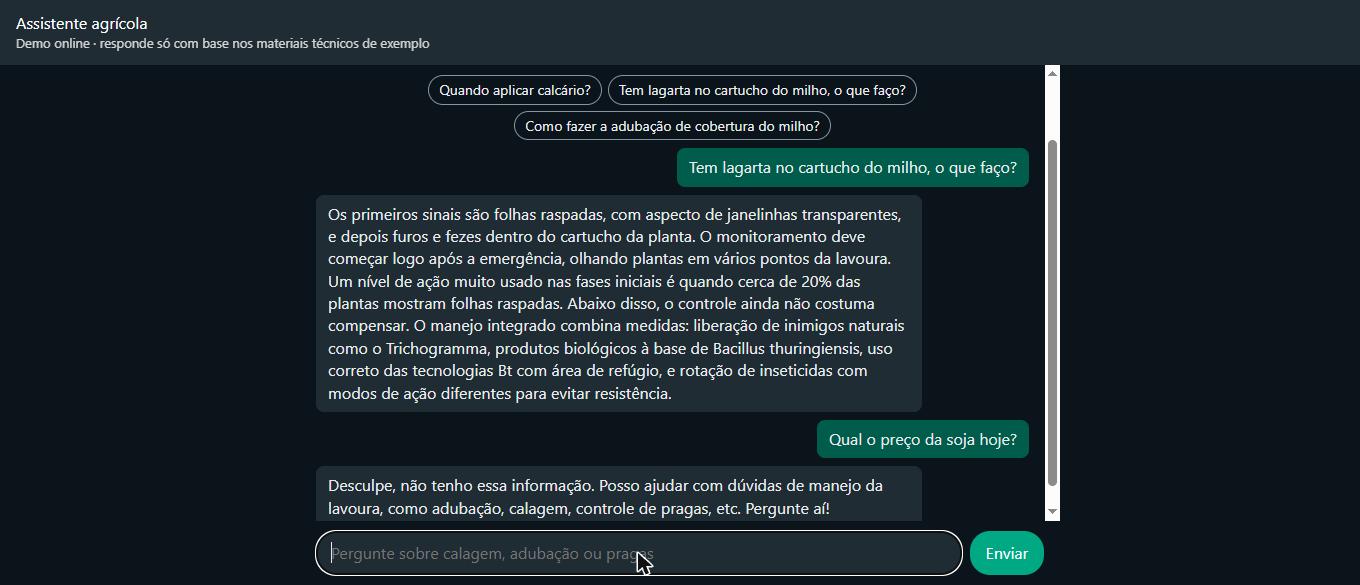 Assistente agrícola
Demo online · responde só com base nos materiais técnicos de exemplo
Quando aplicar calcário?
Tem lagarta no cartucho do milho, o que faço?
Como fazer a adubação de cobertura do milho?
Tem lagarta no cartucho do milho, o que faço?
Os primeiros sinais são folhas raspadas, com aspecto de janelinhas transparentes,
e depois furos e fezes dentro do cartucho da planta. O monitoramento deve
começar logo após a emergência, olhando plantas em vários pontos da lavoura.
Um nível de ação muito usado nas fases iniciais é quando cerca de 20% das
plantas mostram folhas raspadas. Abaixo disso, o controle ainda não costuma
compensar. O manejo integrado combina medidas: liberação de inimigos naturais
como o Trichogramma, produtos biológicos à base de Bacillus thuringiensis, uso
correto das tecnologias Bt com área de refúgio, e rotação de inseticidas com
modos de ação diferentes para evitar resistência.
Qual o preço da soja hoje?
Desculpe, não tenho essa informação. Posso ajudar com dúvidas de manejo da
lavoura, como adubação, calagem, controle de pragas, etc. Pergunte aí!
Pergunte sobre calagem, adubação ou pragas
Enviar